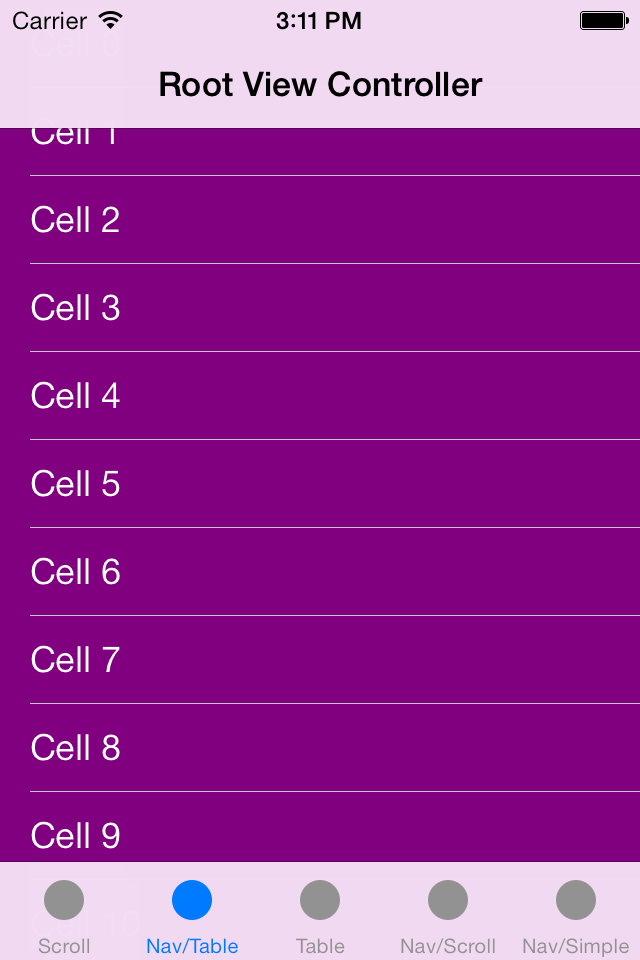 Carrier 3:11 PM
Cell 0
Root View Controller
Cell 1
Cell 2
Cell 3
Cell 4
Cell 5
Cell 6
Cell 7
Cell 8
Cell 9
Cell 10
Scroll Nav/Table Table Nav/Scroll Nav/Simple